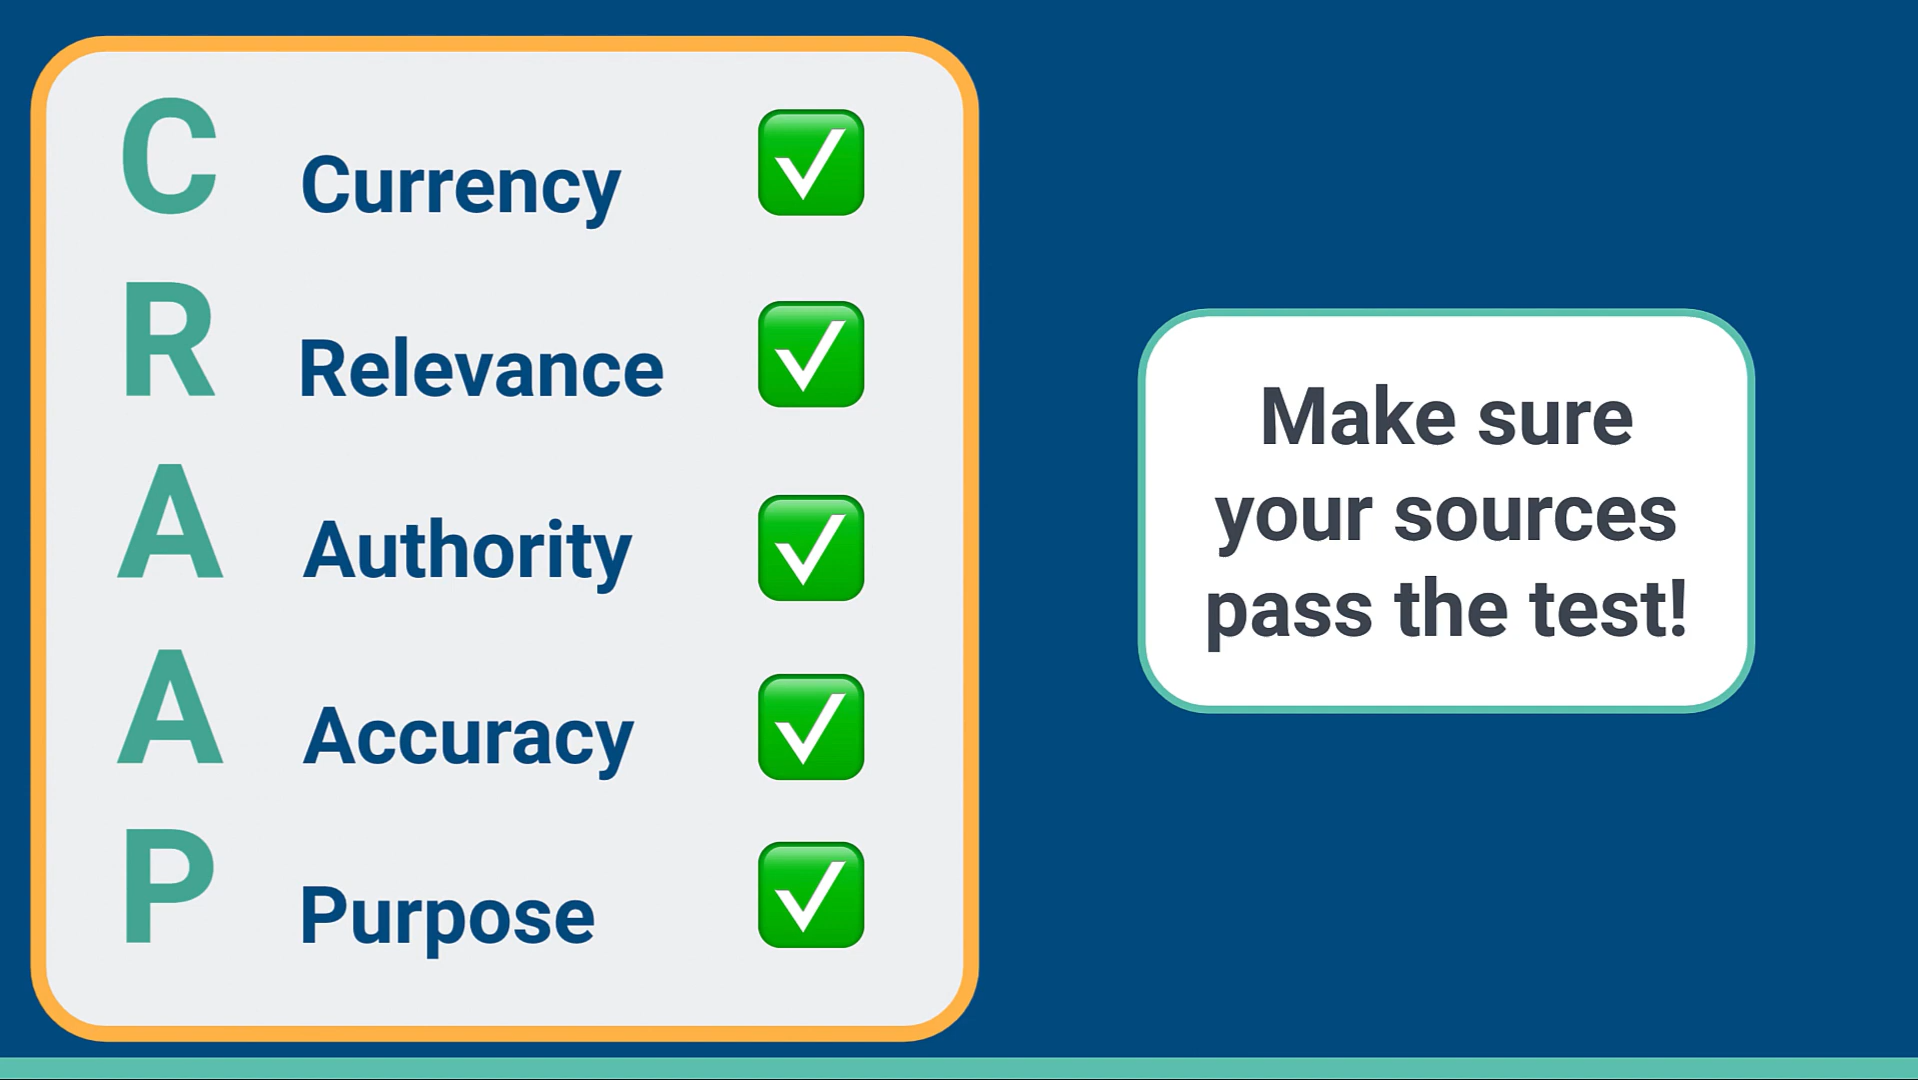 C Currency ✅
R Relevance ✅
A Authority ✅
A Accuracy ✅
P Purpose ✅
Make sure
your sources
pass the test!